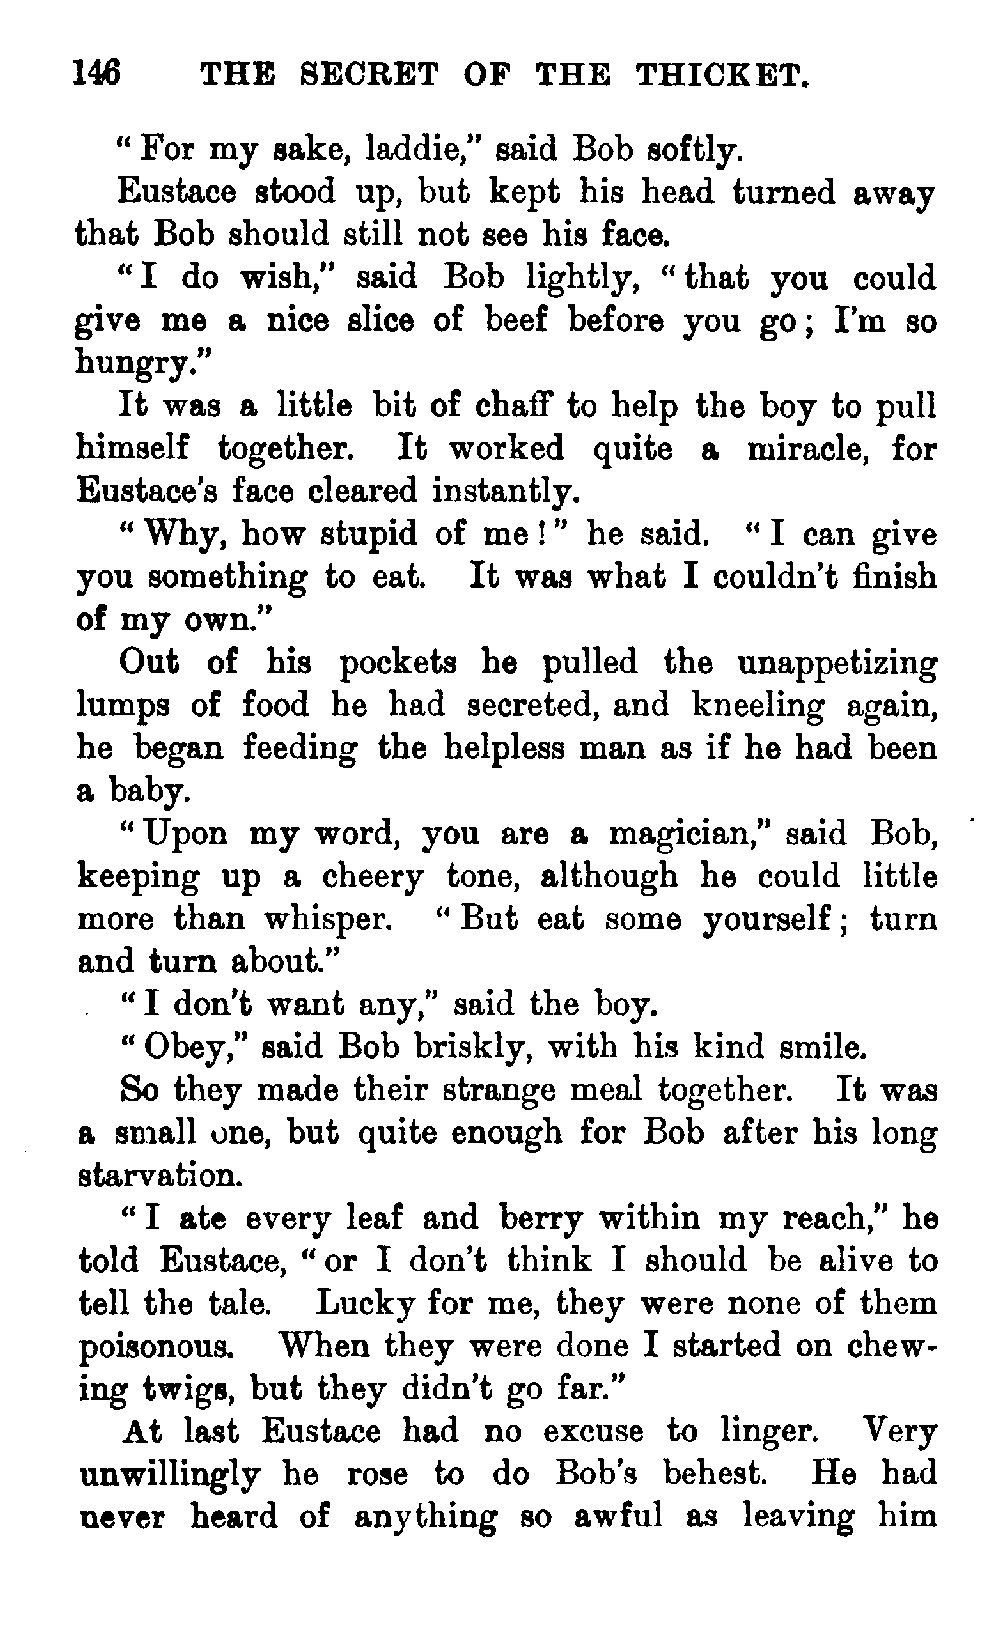 146 THE SECRET OF THE THICKET.
“For my sake, laddie,” said Bob softly.
Eustace stood up, but kept his head turned away
that Bob should still not see his face.
“I do wish,” said Bob lightly, “that you could
give me a nice slice of beef before you go; I’m so
hungry.”
It was a little bit of chaff to help the boy to pull
himself together. It worked quite a miracle, for
Eustace’s face cleared instantly.
“Why, how stupid of me!” he said. “I can give
you something to eat. It was what I couldn’t finish
of my own.”
Out of his pockets he pulled the unappetizing
lumps of food he had secreted, and kneeling again,
he began feeding the helpless man as if he had been
a baby.
“Upon my word, you are a magician,” said Bob,
keeping up a cheery tone, although he could little
more than whisper. “But eat some yourself; turn
and turn about.”
“I don’t want any,” said the boy.
“Obey,” said Bob briskly, with his kind smile.
So they made their strange meal together. It was
a small one, but quite enough for Bob after his long
starvation.
“I ate every leaf and berry within my reach,” he
told Eustace, “or I don’t think I should be alive to
tell the tale. Lucky for me, they were none of them
poisonous. When they were done I started on chew-
ing twigs, but they didn’t go far.”
At last Eustace had no excuse to linger. Very
unwillingly he rose to do Bob’s behest. He had
never heard of anything so awful as leaving him